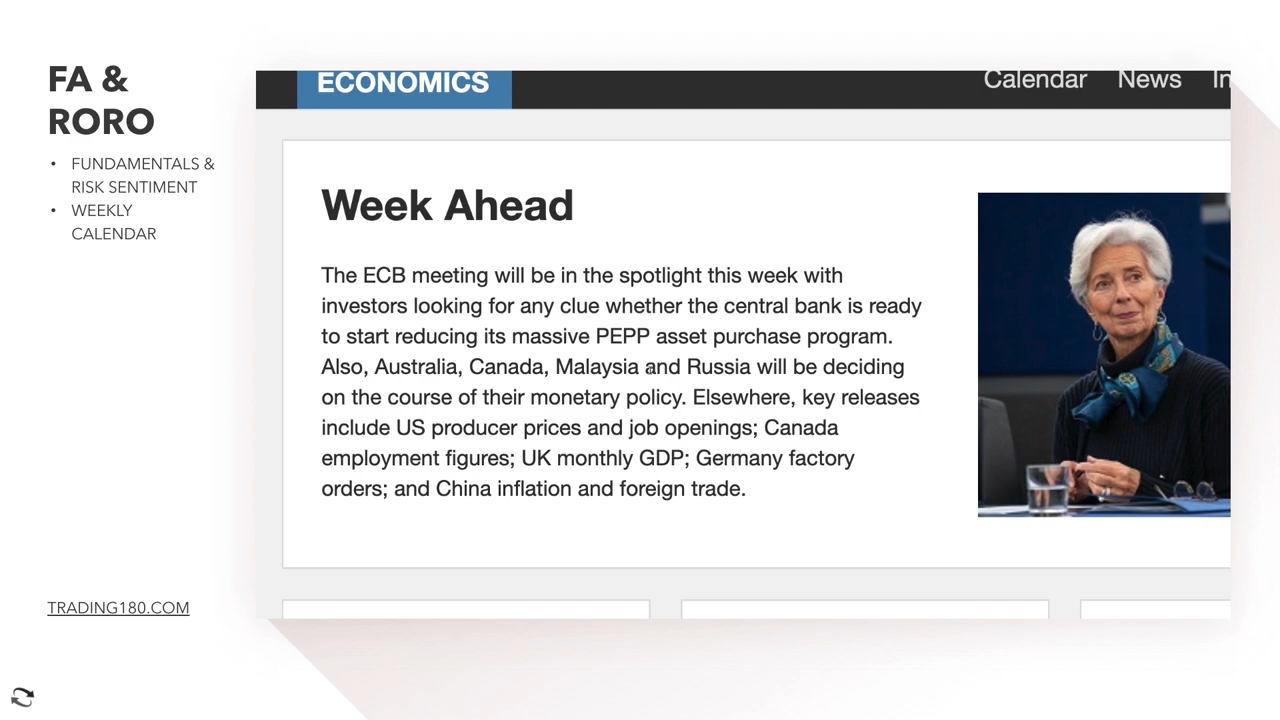 FA &
RORO
• FUNDAMENTALS &
RISK SENTIMENT
• WEEKLY
CALENDAR
TRADING180.COM
ECONOMICS
Calendar News In
Week Ahead
The ECB meeting will be in the spotlight this week with
investors looking for any clue whether the central bank is ready
to start reducing its massive PEPP asset purchase program.
Also, Australia, Canada, Malaysia and Russia will be deciding
on the course of their monetary policy. Elsewhere, key releases
include US producer prices and job openings; Canada
employment figures; UK monthly GDP; Germany factory
orders; and China inflation and foreign trade.